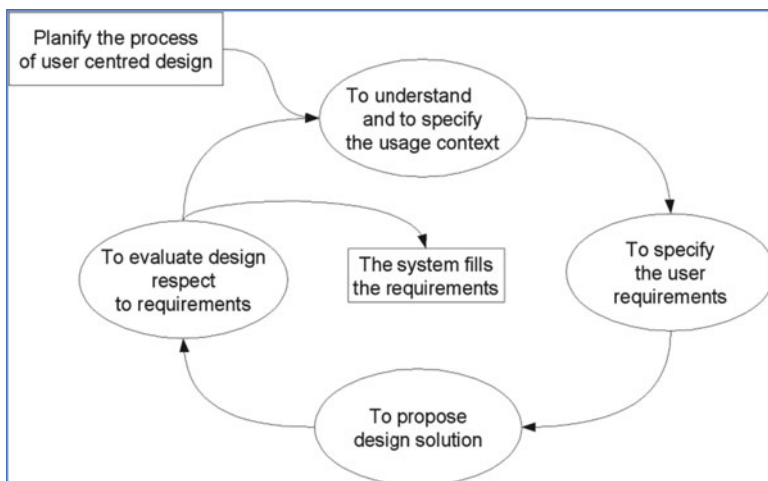 Planify the process
of user centred design
To understand
and to specify
the usage context
To specify
the user
requirements
To propose
design solution
To evaluate design
respect
to requirements
The system fills
the requirements